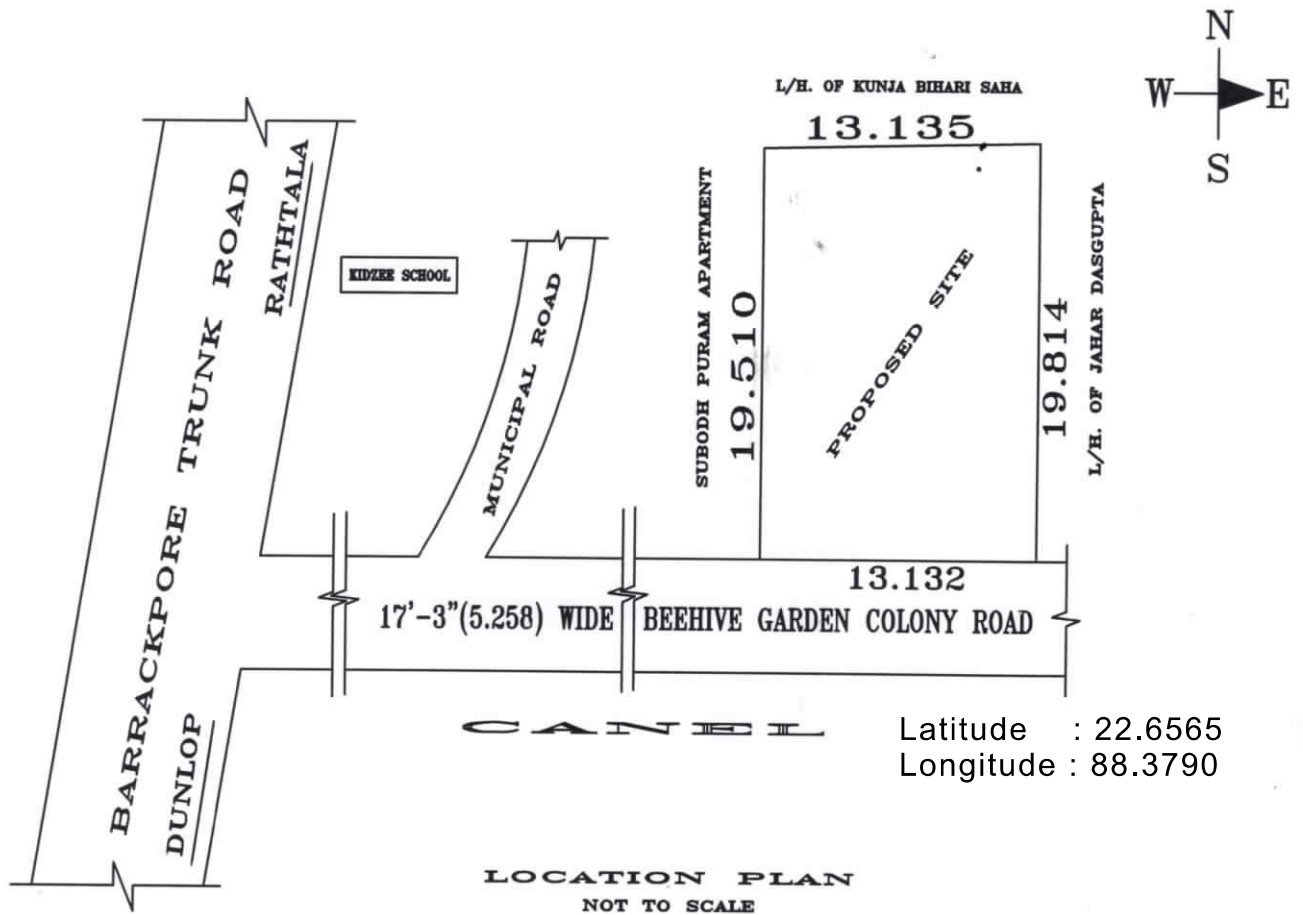 N
W E
S
L/H. OF KUNJA BIHARI SAHA
13.135
BARRACKPORE TRUNK ROAD
RATHTALA
KIDZEE SCHOOL
MUNICIPAL ROAD
SUBODH PURAM APARTMENT
19.510
PROPOSED SITE
19.814
L/H. OF JAHAR DASGUPTA
13.132
17'-3"(5.258) WIDE BEEHIVE GARDEN COLONY ROAD
DUNLOP
CANEL
Latitude : 22.6565
Longitude : 88.3790
LOCATION PLAN
NOT TO SCALE